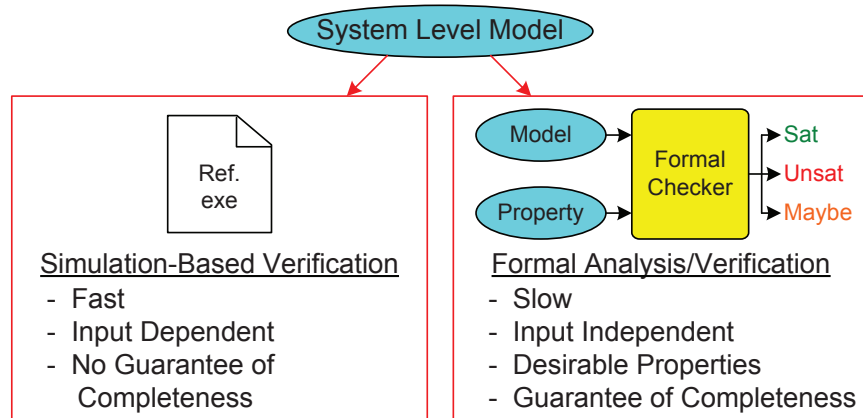 System Level Model
Ref.
exe
Simulation-Based Verification
- Fast
- Input Dependent
- No Guarantee of
Completeness
Model
Property
Formal
Checker
Sat
Unsat
Maybe
Formal Analysis/Verification
- Slow
- Input Independent
- Desirable Properties
- Guarantee of Completeness